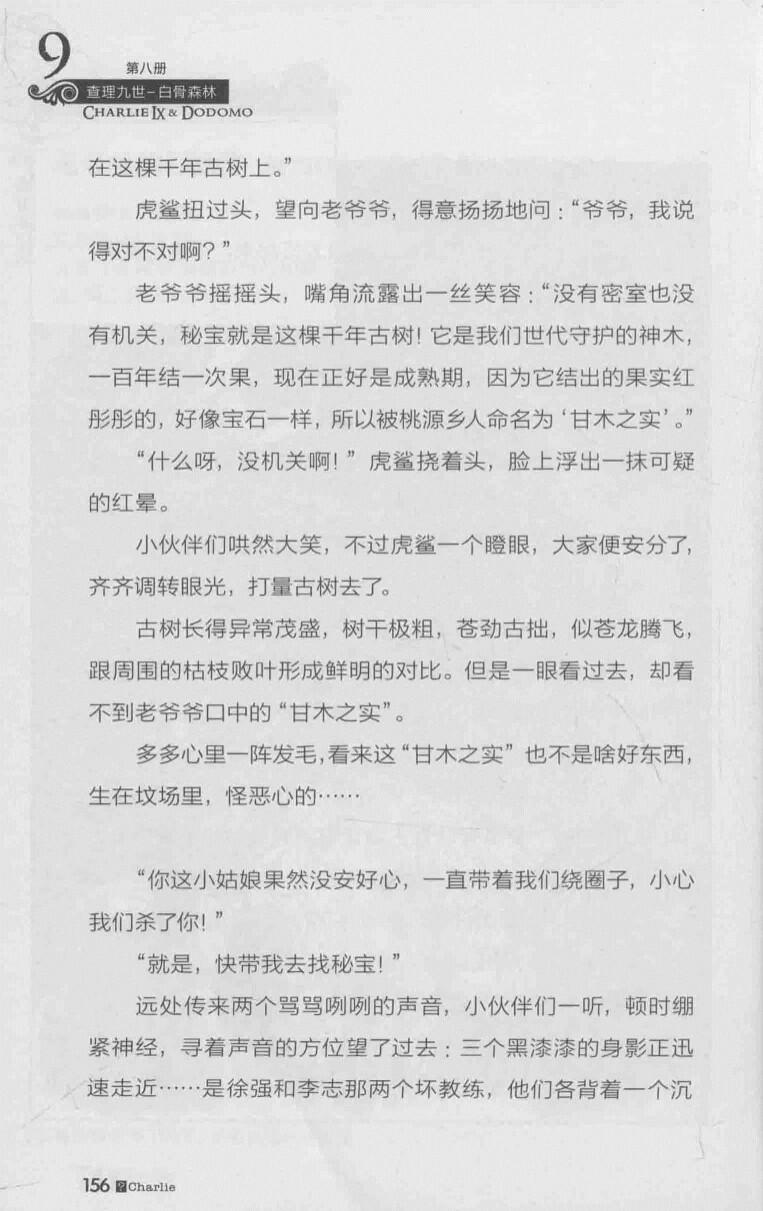 9
第八册
查理九世-白骨森林
CHARLIE IX & DODOMO
在这棵千年古树上。”
虎鲨扭过头，望向老爷爷，得意扬扬地问：“爷爷，我说
得对不对啊？”
老爷爷摇摇头，嘴角流露出一丝笑容：“没有密室也没
有机关，秘宝就是这棵千年古树！它是我们世代守护的神木，
一百年结一次果，现在正好是成熟期，因为它结出的果实红
彤彤的，好像宝石一样，所以被桃源乡人命名为‘甘木之实’。”
“什么呀，没机关啊！”虎鲨挠着头，脸上浮出一抹可疑
的红晕。
小伙伴们哄然大笑，不过虎鲨一个瞪眼，大家便安分了，
齐齐调转眼光，打量古树去了。
古树长得异常茂盛，树干极粗，苍劲古拙，似苍龙腾飞，
跟周围的枯枝败叶形成鲜明的对比。但是一眼看过去，却看
不到老爷爷口中的“甘木之实”。
多多心里一阵发毛，看来这“甘木之实”也不是啥好东西，
生在坟场里，怪恶心的……
“你这小姑娘果然没安好心，一直带着我们绕圈子，小心
我们杀了你！”
“就是，快带我去找秘宝！”
远处传来两个骂骂咧咧的声音，小伙伴们一听，顿时绷
紧神经，寻着声音的方位望了过去：三个黑漆漆的身影正迅
速走近……是徐强和李志那两个坏教练，他们各背着一个沉
156 ? Charlie